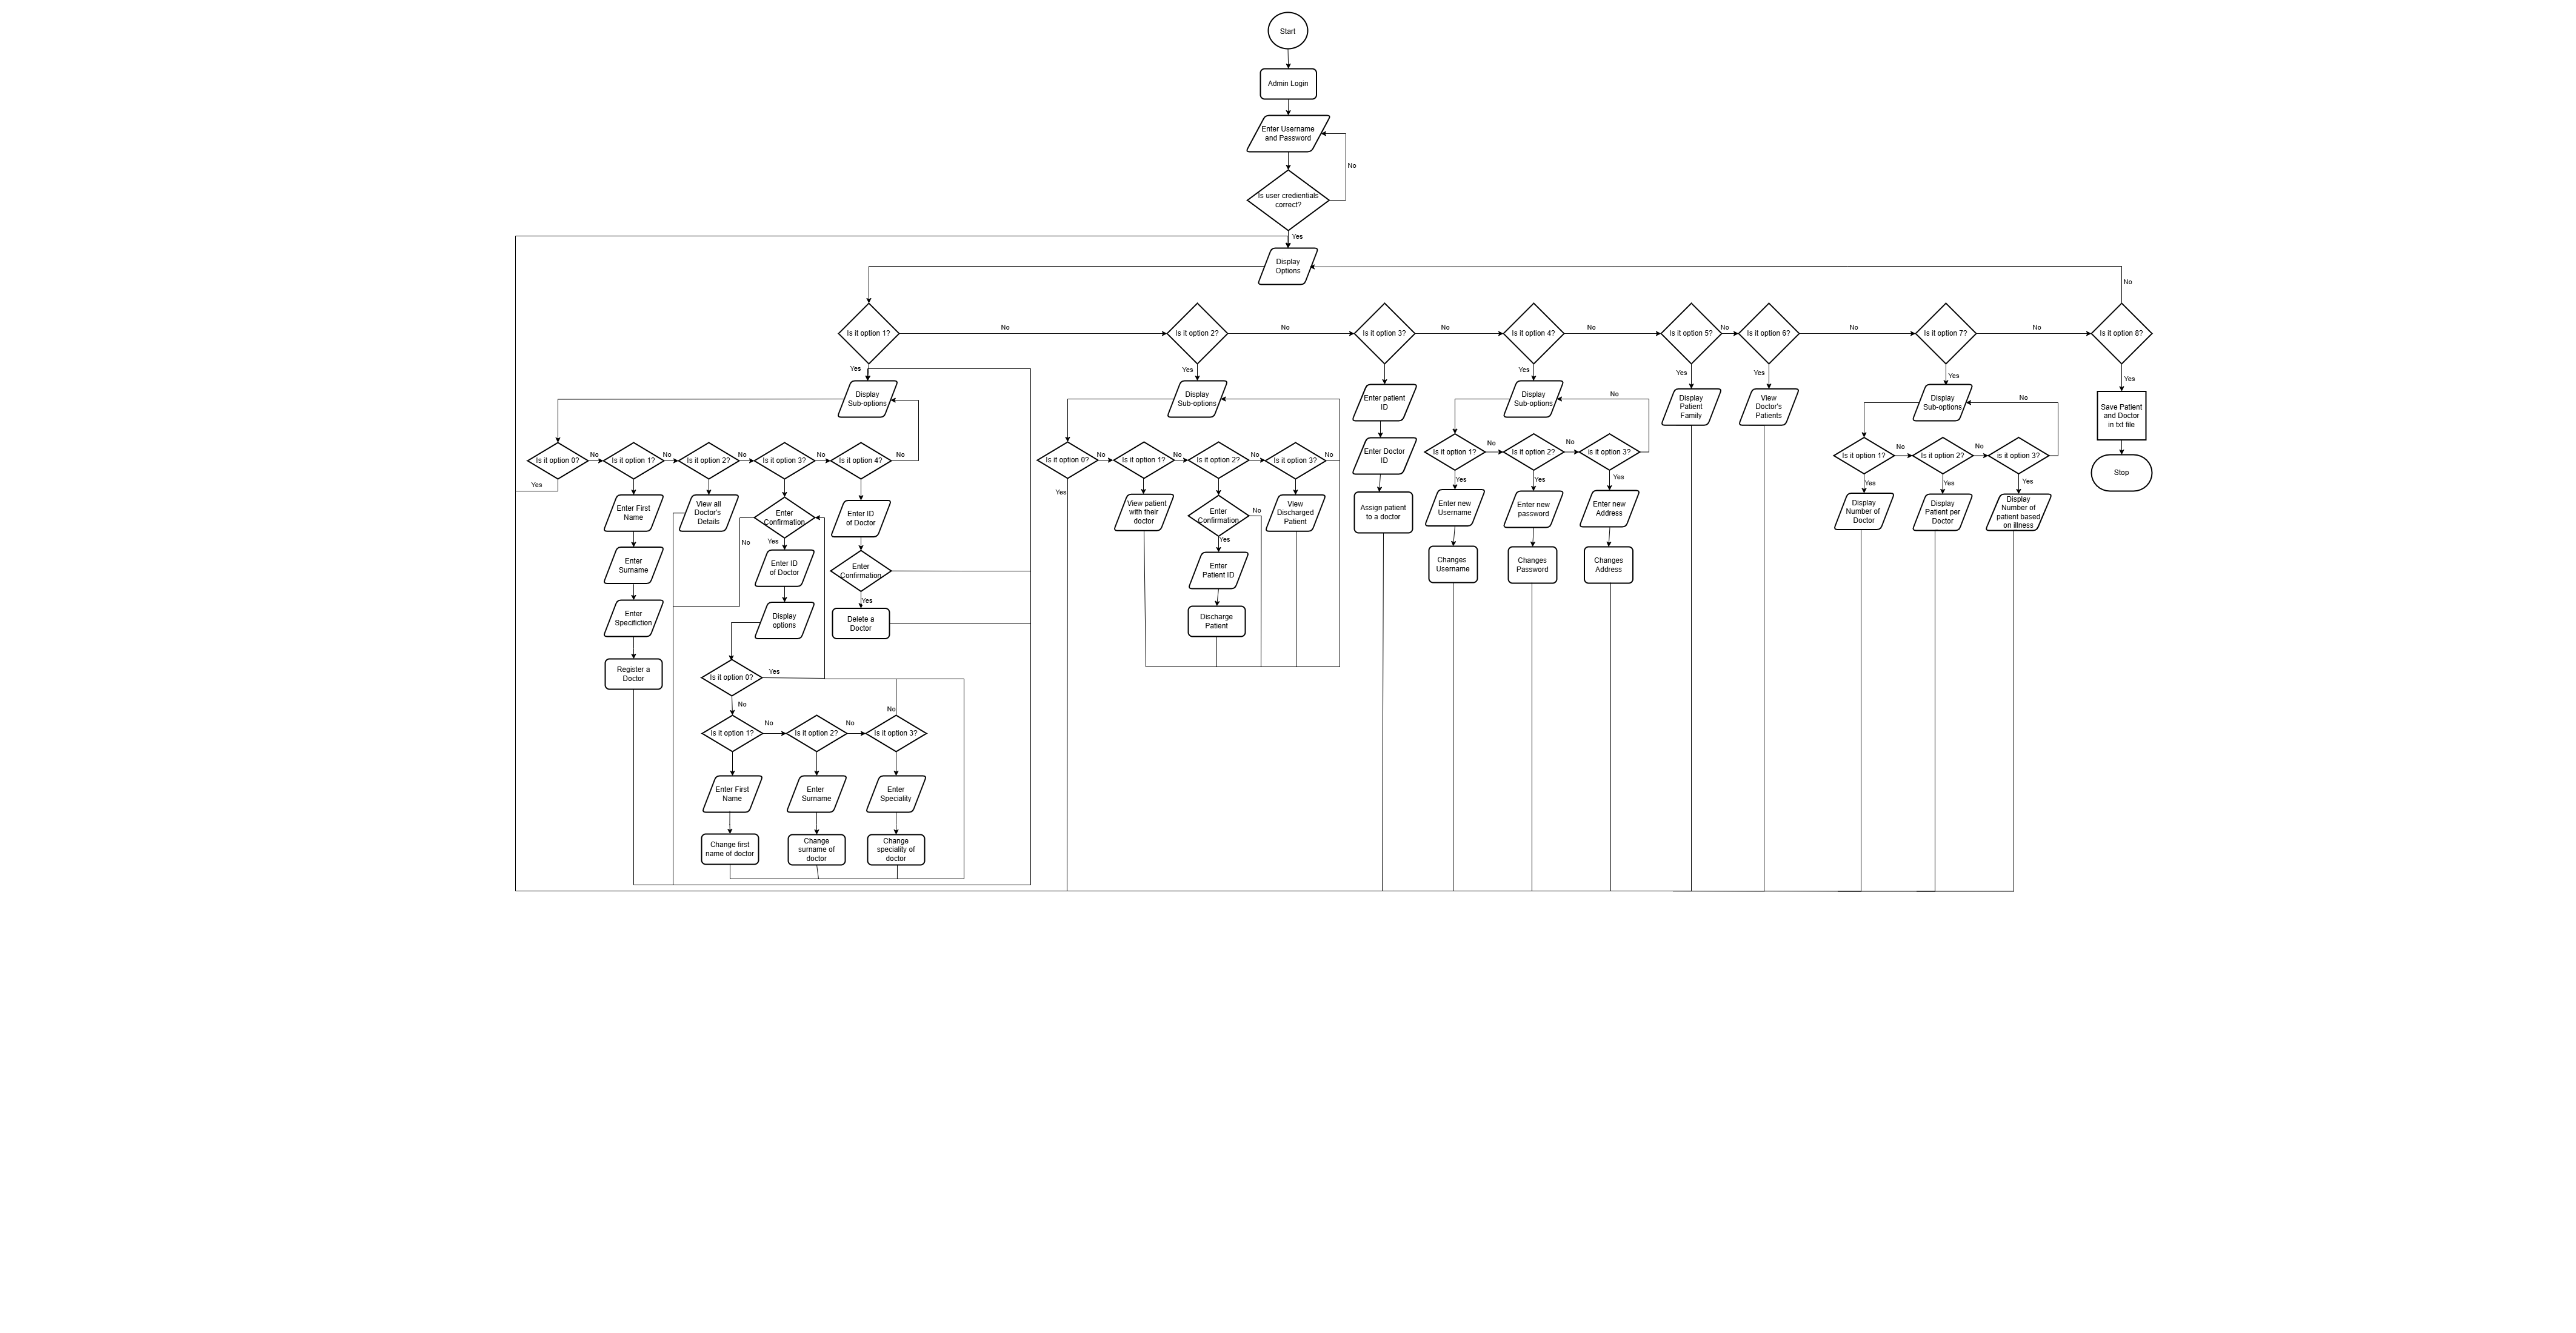 Start
Admin Login
Enter Username
and Password
No
Is user credientials
correct?
Yes
Display
Options
No
Is it option 1?
No
Is it option 2?
No
Is it option 3?
No
Is it option 4?
No
Is it option 5?
No
Is it option 6?
No
Is it option 7?
No
Is it option 8?
Yes
Yes
Yes
Yes
Yes
Yes
Yes
Display
Sub-options
Is it option 0?
No
Is it option 1?
No
Is it option 2?
No
Is it option 3?
No
Is it option 4?
No
Yes
Enter First
Name
Enter
Surname
Enter
Specifiction
Register a
Doctor
View all
Doctor's
Details
Enter
Confirmation
No
Yes
Enter ID
of Doctor
Display
options
Is it option 0?
Yes
No
Is it option 1?
No
Is it option 2?
No
Is it option 3?
No
Enter First
Name
Enter
Surname
Enter
Speciality
Change first
name of doctor
Change
surname of
doctor
Change
speciality of
doctor
Enter ID
of Doctor
Enter
Confirmation
Yes
Delete a
Doctor
Display
Sub-options
Is it option 0?
No
Is it option 1?
No
Is it option 2?
No
Is it option 3?
No
Yes
View patient
with their
doctor
Enter
Confirmation
No
Yes
Enter
Patient ID
Discharge
Patient
View
Discharged
Patient
Enter patient
ID
Enter Doctor
ID
Assign patient
to a doctor
Display
Sub-options
No
Is it option 1?
No
Is it option 2?
No
is it option 3?
Yes
Yes
Yes
Enter new
Username
Enter new
password
Enter new
Address
Changes
Username
Changes
Password
Changes
Address
Display
Patient
Family
View
Doctor's
Patients
Display
Sub-options
No
Is it option 1?
No
Is it option 2?
No
is it option 3?
Yes
Yes
Yes
Display
Number of
Doctor
Display
Patient per
Doctor
Display
Number of
patient based
on illness
Save Patient
and Doctor
in txt file
Stop